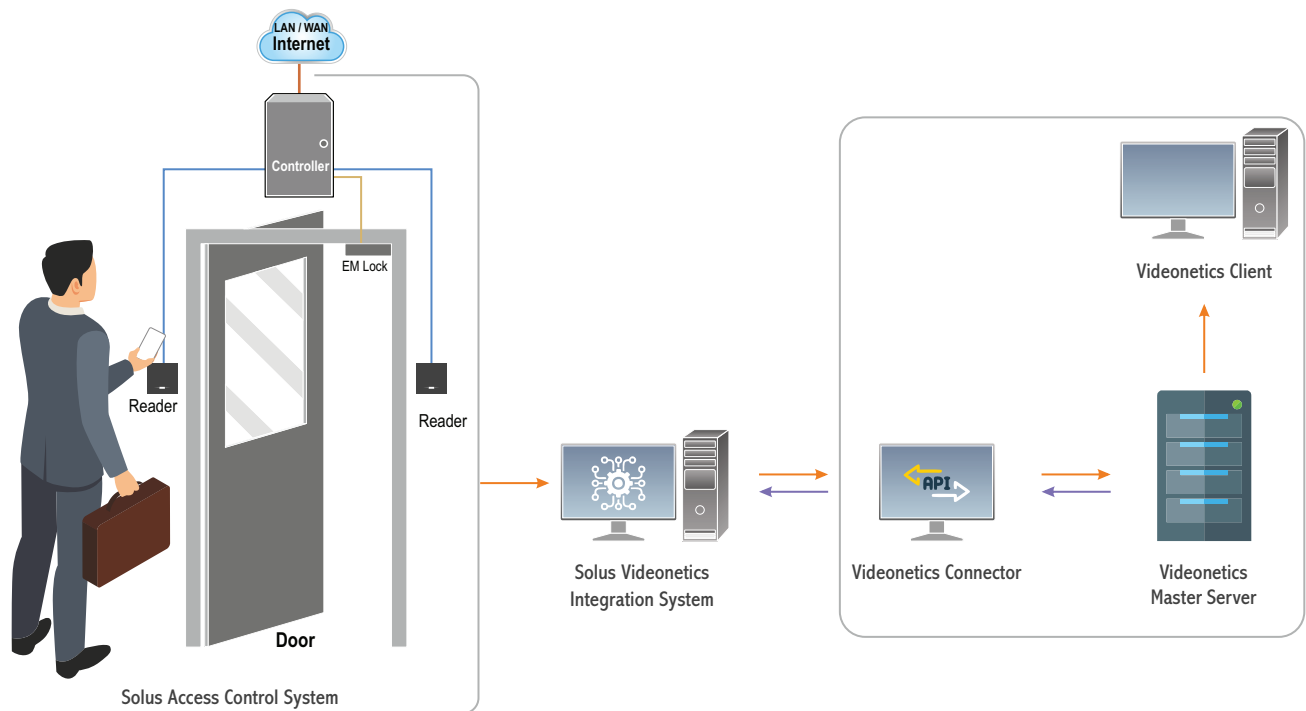 LAN / WAN
Internet
Controller
EM Lock
Reader
Reader
Door
Solus Access Control System
Solus Videonetics
Integration System
API
Videonetics Connector
Videonetics Client
Videonetics
Master Server